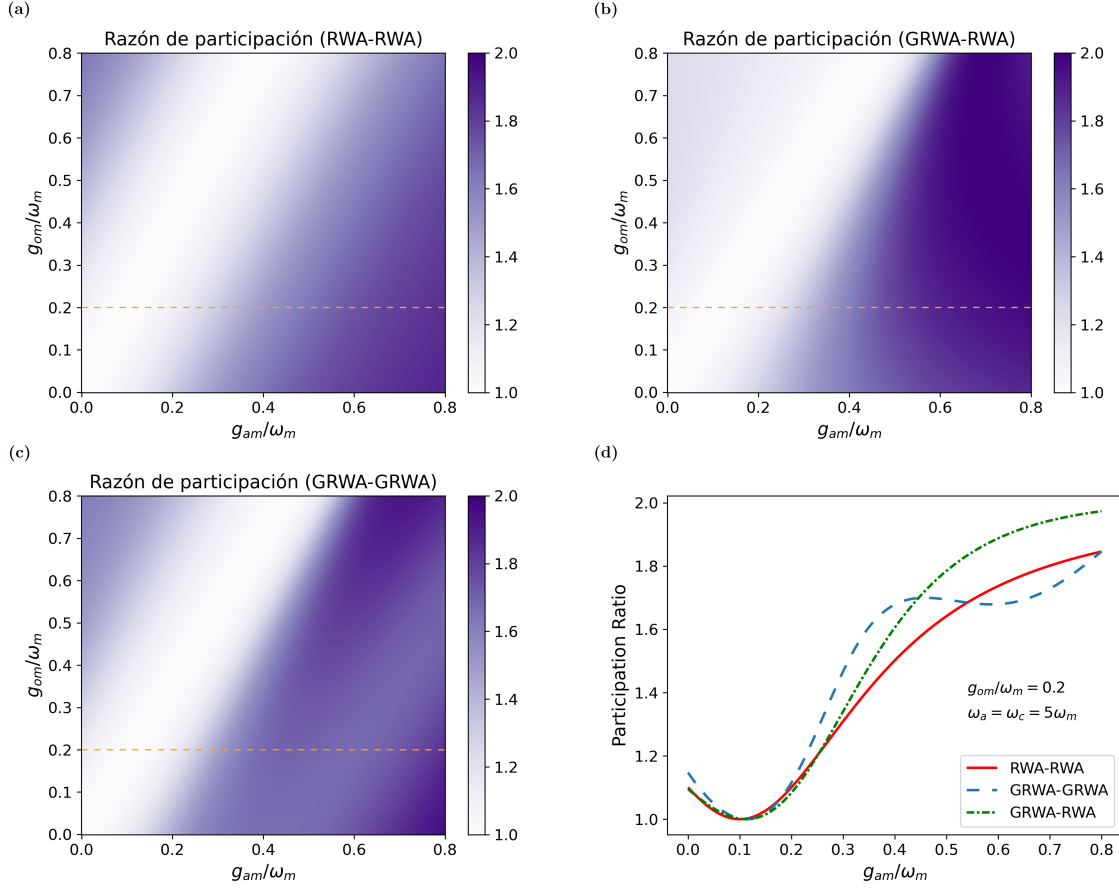 (a)
Razón de participación (RWA-RWA)
0.8
0.7
0.6
0.5
0.4
0.3
0.2
0.1
0.0
g_om/ω_m
0.0 0.2 0.4 0.6 0.8
g_am/ω_m
2.0
1.8
1.6
1.4
1.2
1.0
(b)
Razón de participación (GRWA-RWA)
0.8
0.7
0.6
0.5
0.4
0.3
0.2
0.1
0.0
g_om/ω_m
0.0 0.2 0.4 0.6 0.8
g_am/ω_m
2.0
1.8
1.6
1.4
1.2
1.0
(c)
Razón de participación (GRWA-GRWA)
0.8
0.7
0.6
0.5
0.4
0.3
0.2
0.1
0.0
g_om/ω_m
0.0 0.2 0.4 0.6 0.8
g_am/ω_m
2.0
1.8
1.6
1.4
1.2
1.0
(d)
2.0
1.8
1.6
1.4
1.2
1.0
Participation Ratio
g_om/ω_m = 0.2
ω_a = ω_c = 5ω_m
RWA-RWA
GRWA-GRWA
GRWA-RWA
0.0 0.1 0.2 0.3 0.4 0.5 0.6 0.7 0.8
g_am/ω_m